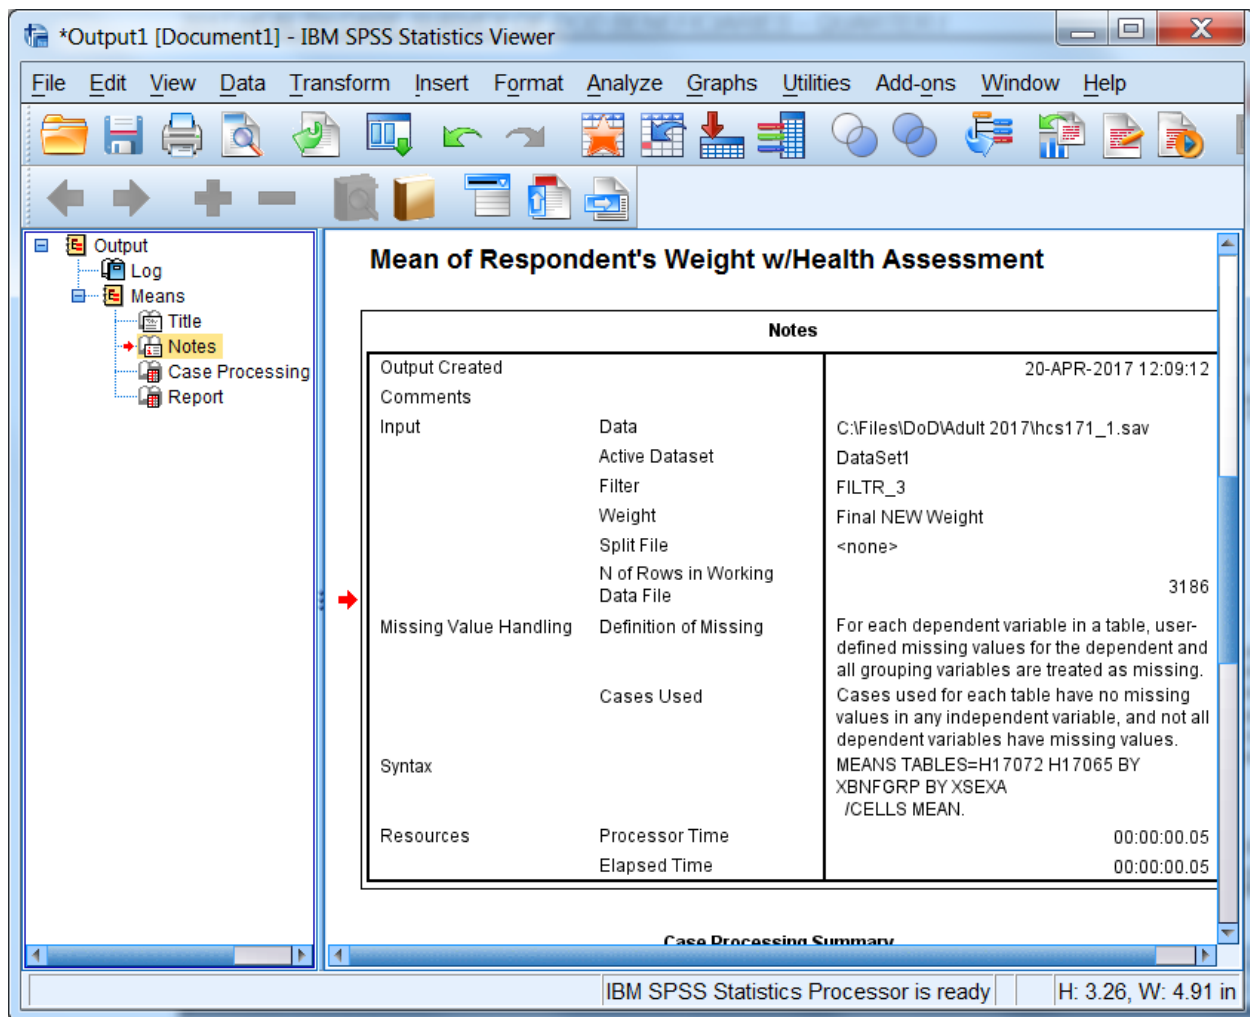 *Output1 [Document1] - IBM SPSS Statistics Viewer
File Edit View Data Transform Insert Format Analyze Graphs Utilities Add-ons Window Help
Output
Log
Means
Title
Notes
Case Processing
Report
Mean of Respondent's Weight w/Health Assessment
Notes
Output Created 20-APR-2017 12:09:12
Comments
Input Data C:\Files\DoD\Adult 2017\hcs171_1.sav
Active Dataset DataSet1
Filter FILTR_3
Weight Final NEW Weight
Split File <none>
N of Rows in Working
Data File 3186
Missing Value Handling Definition of Missing For each dependent variable in a table, user-
defined missing values for the dependent and
all grouping variables are treated as missing.
Cases Used Cases used for each table have no missing
values in any independent variable, and not all
dependent variables have missing values.
Syntax MEANS TABLES=H17072 H17065 BY
XBNFGRP BY XSEXA
/CELLS MEAN.
Resources Processor Time 00:00:00.05
Elapsed Time 00:00:00.05
Case Processing Summary
IBM SPSS Statistics Processor is ready H: 3.26, W: 4.91 in